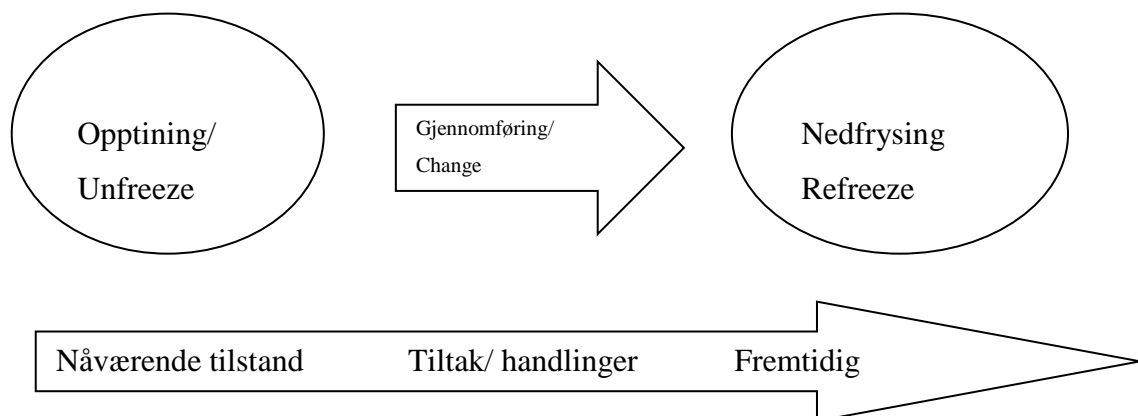 Opptining/
Unfreeze
Gjennomføring/
Change
Nedfrysing
Refreeze
Nåværende tilstand Tiltak/ handlinger Fremtidig